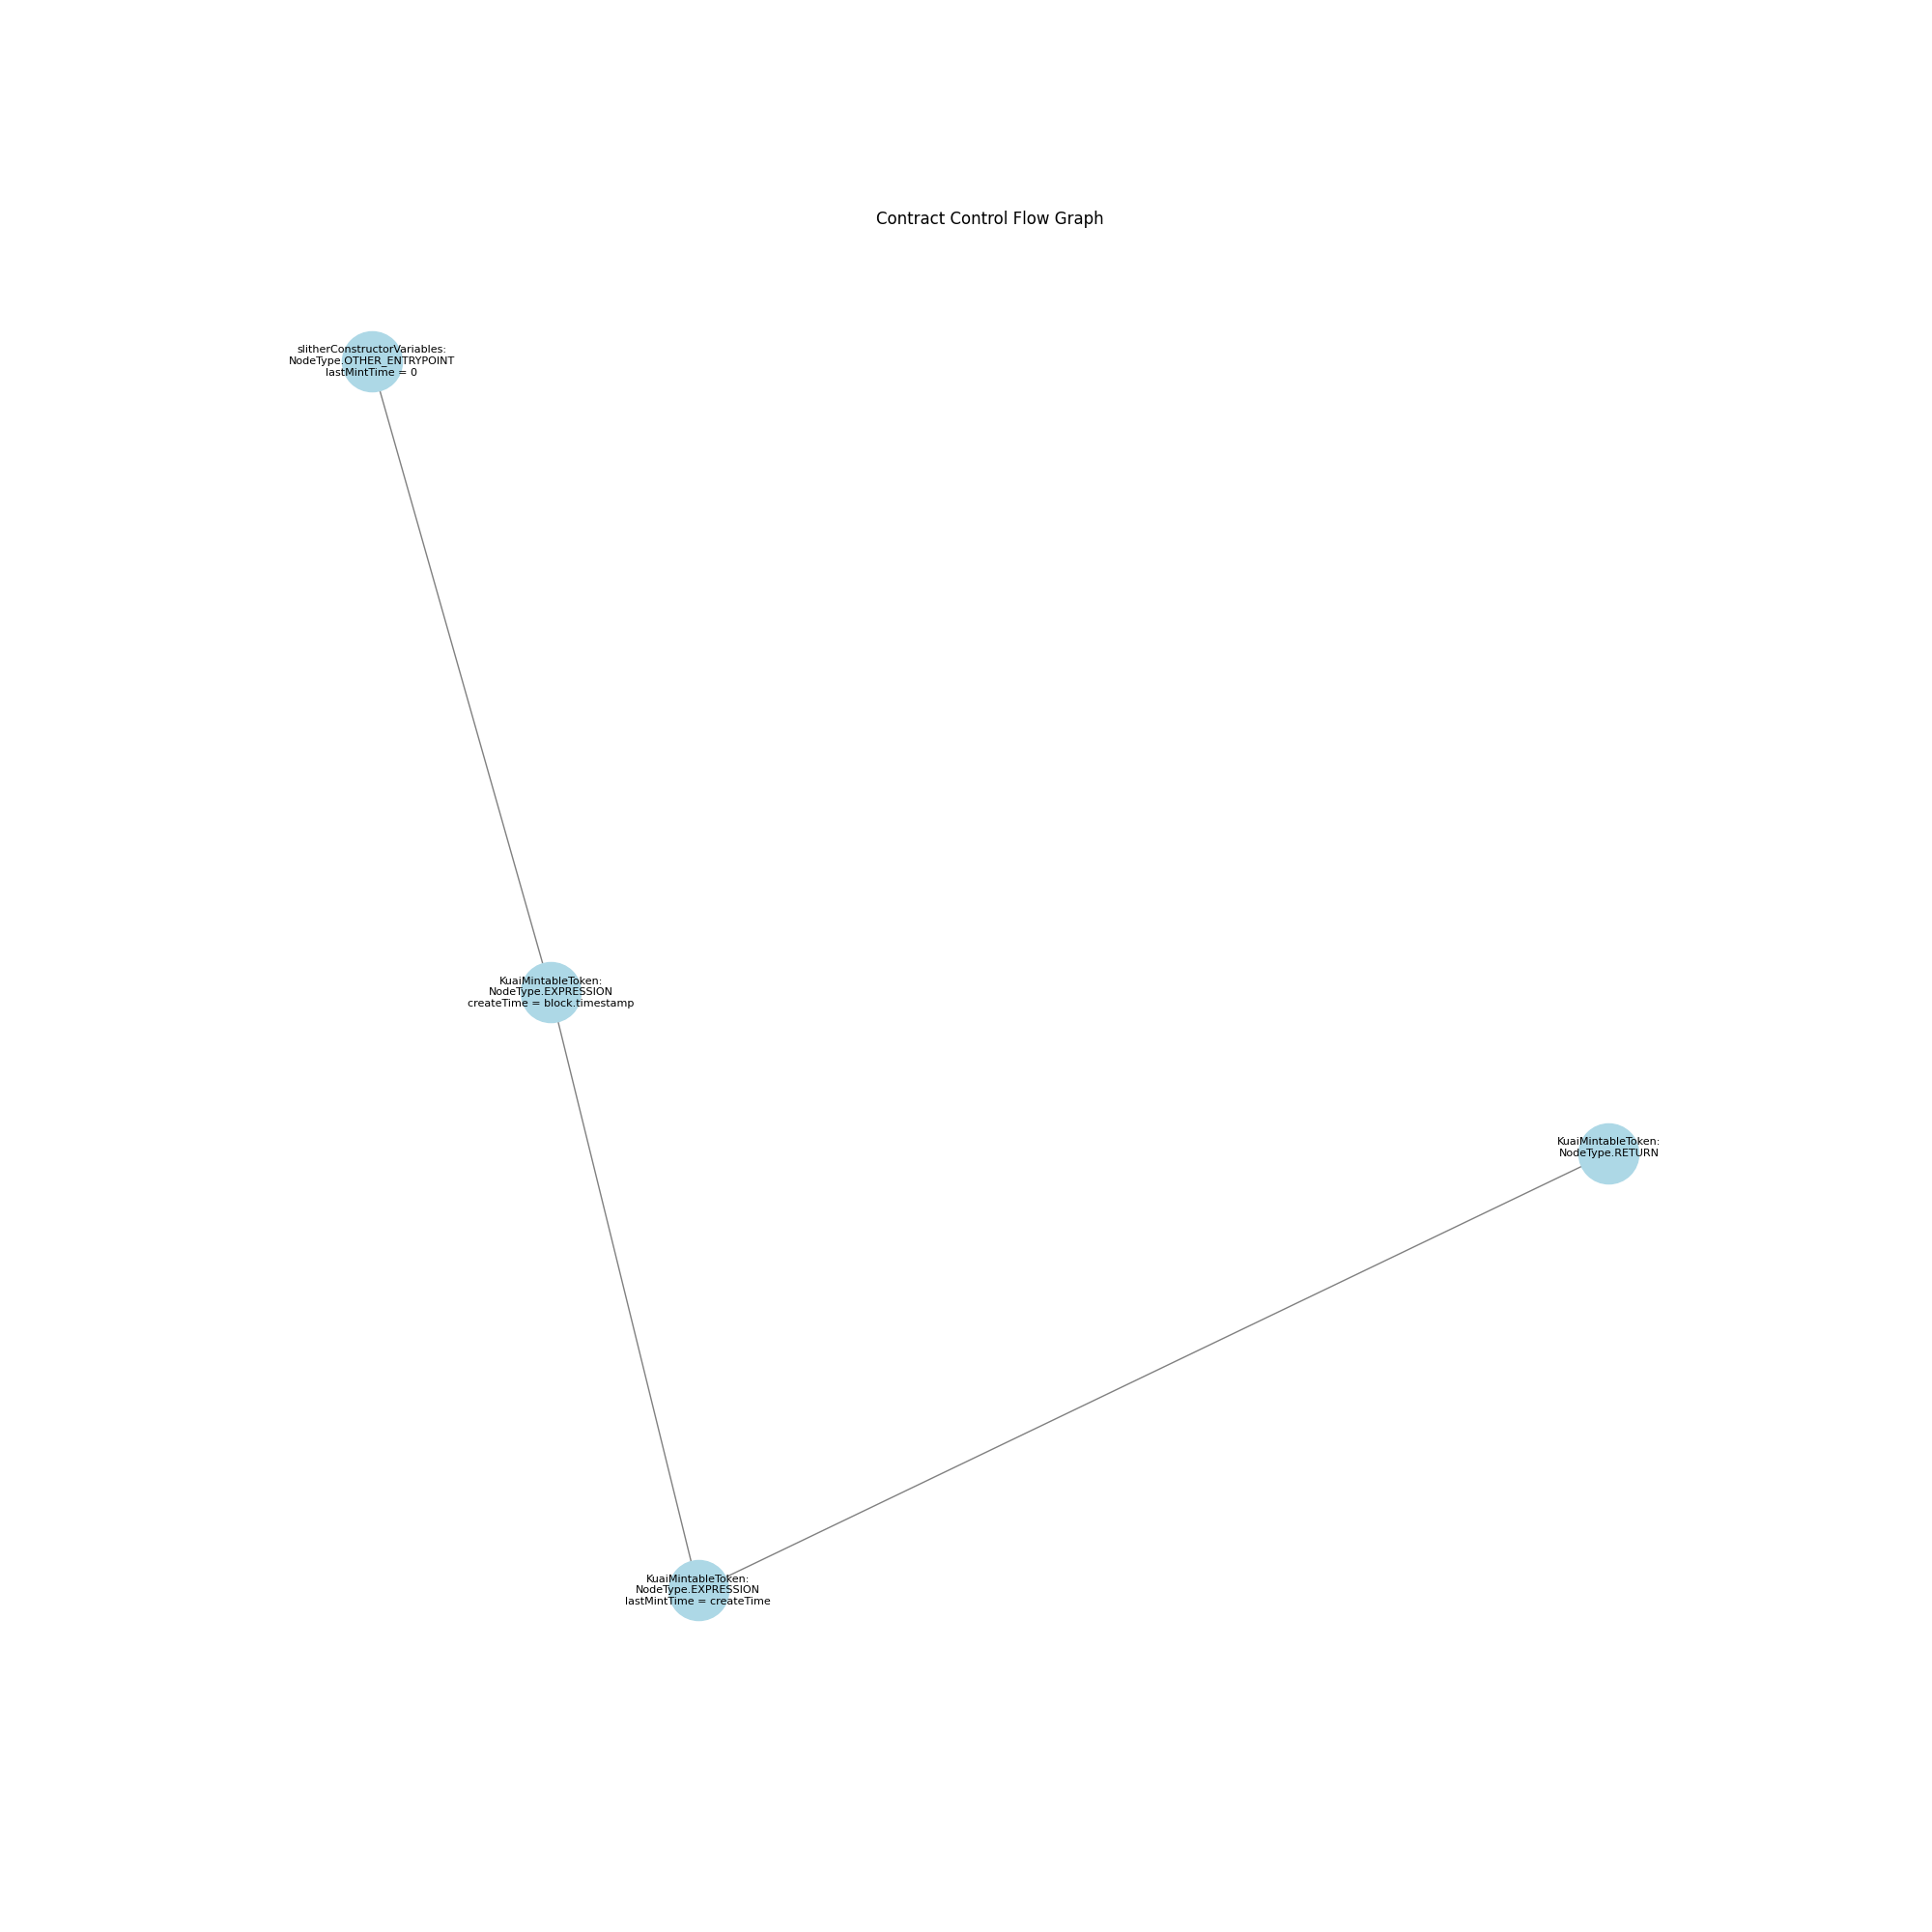 Contract Control Flow Graph
slitherConstructorVariables:
NodeType.OTHER_ENTRYPOINT
lastMintTime = 0
KuaiMintableToken:
NodeType.EXPRESSION
createTime = block.timestamp
KuaiMintableToken:
NodeType.RETURN
KuaiMintableToken:
NodeType.EXPRESSION
lastMintTime = createTime